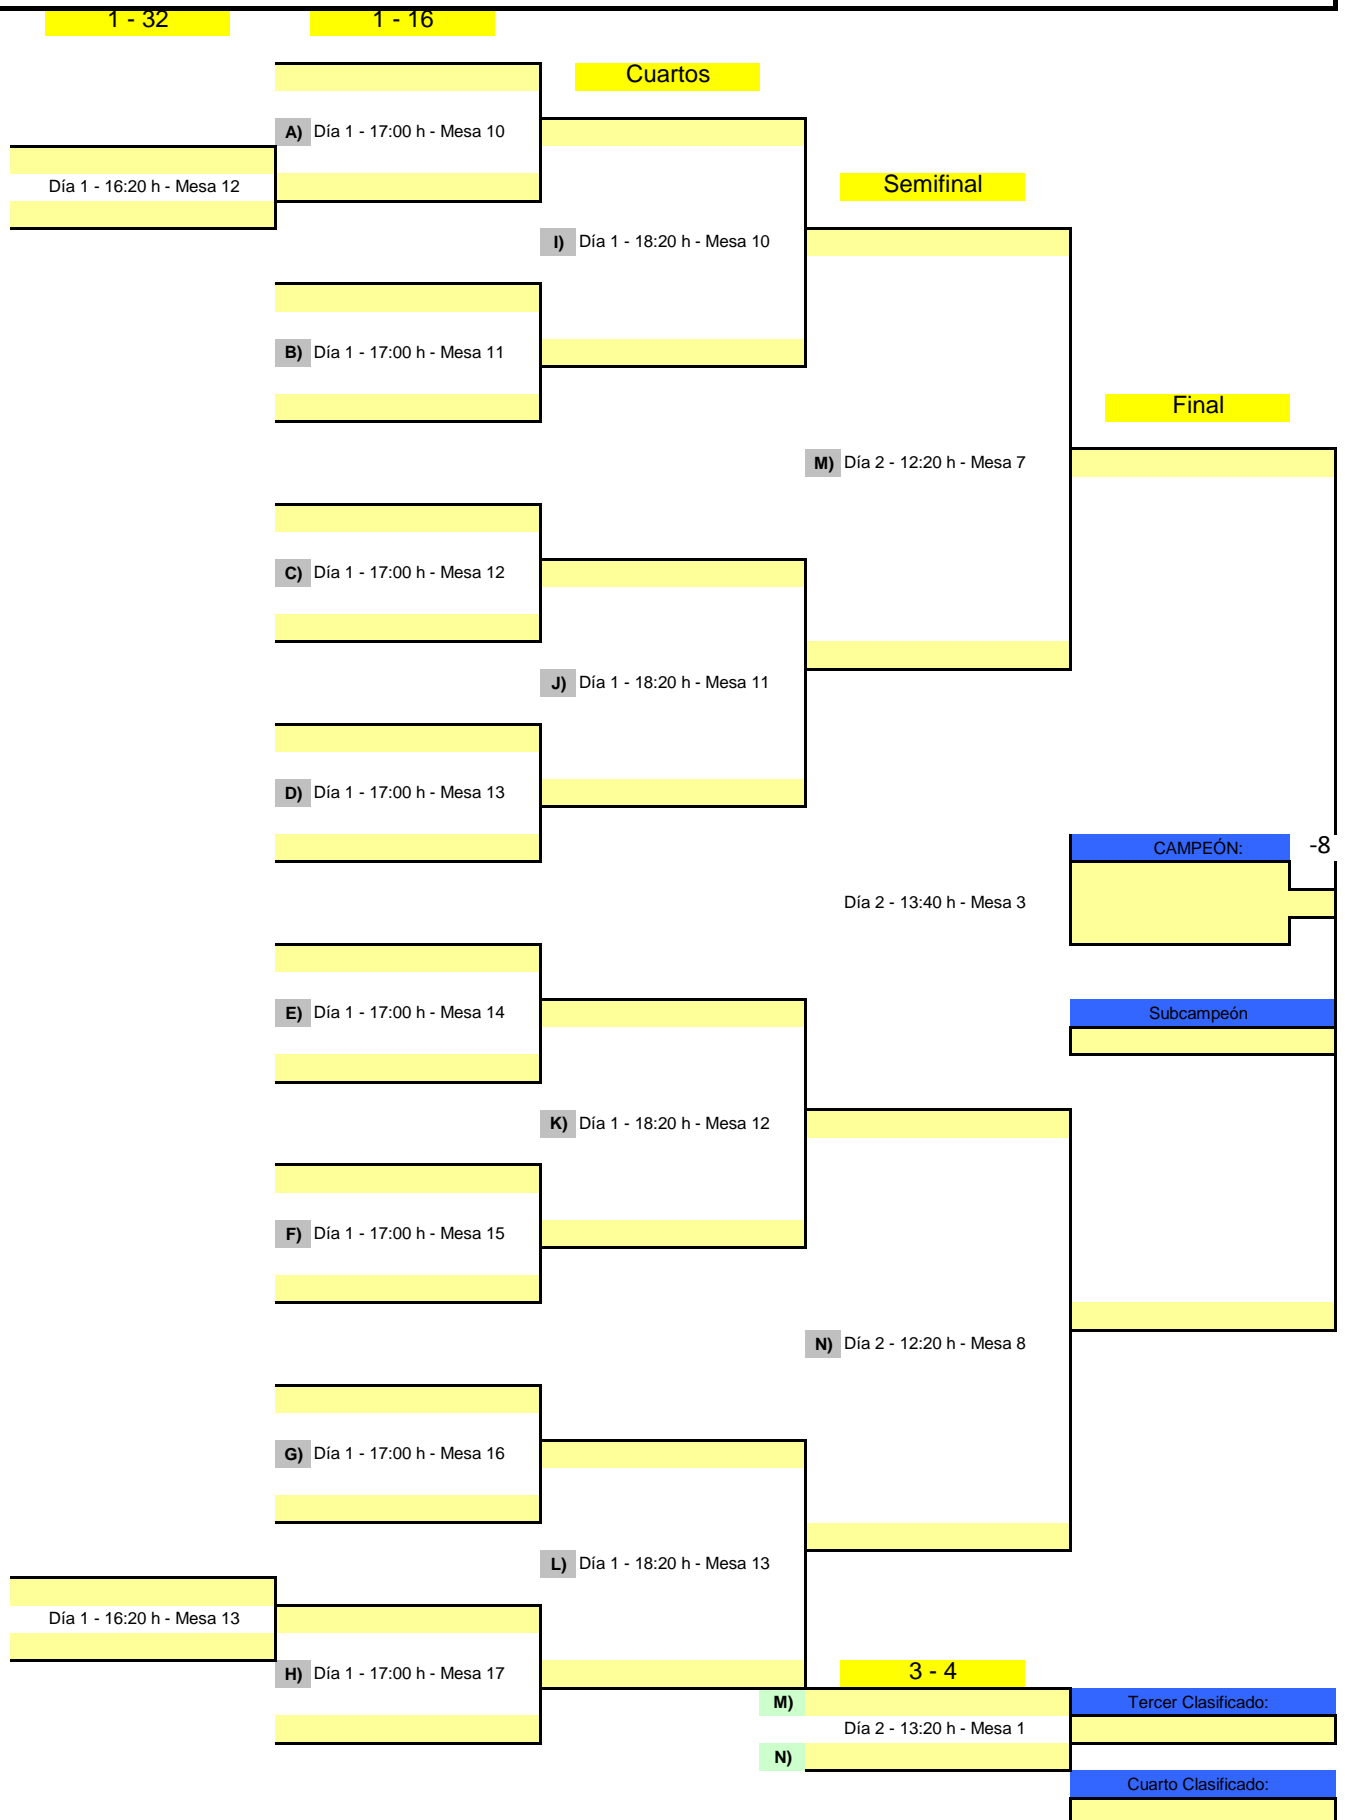 1 - 32
1 - 16
Cuartos
A) Día 1 - 17:00 h - Mesa 10
Día 1 - 16:20 h - Mesa 12
Semifinal
I) Día 1 - 18:20 h - Mesa 10
B) Día 1 - 17:00 h - Mesa 11
Final
M) Día 2 - 12:20 h - Mesa 7
C) Día 1 - 17:00 h - Mesa 12
J) Día 1 - 18:20 h - Mesa 11
D) Día 1 - 17:00 h - Mesa 13
CAMPEÓN:
-8
Día 2 - 13:40 h - Mesa 3
E) Día 1 - 17:00 h - Mesa 14
Subcampeón
K) Día 1 - 18:20 h - Mesa 12
F) Día 1 - 17:00 h - Mesa 15
N) Día 2 - 12:20 h - Mesa 8
G) Día 1 - 17:00 h - Mesa 16
L) Día 1 - 18:20 h - Mesa 13
Día 1 - 16:20 h - Mesa 13
H) Día 1 - 17:00 h - Mesa 17
3 - 4
M)
Tercer Clasificado:
Día 2 - 13:20 h - Mesa 1
N)
Cuarto Clasificado: